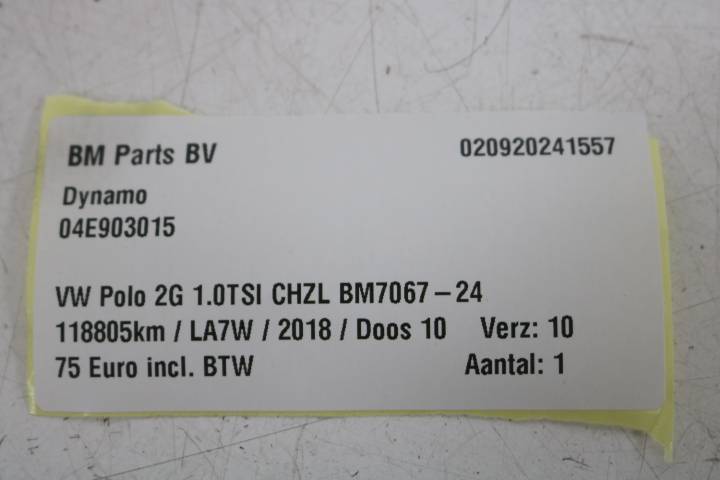 BM Parts BV 020920241557
Dynamo
04E903015
VW Polo 2G 1.0TSI CHZL BM7067-24
118805km / LA7W / 2018 / Doos 10 Verz: 10
75 Euro incl. BTW Aantal: 1